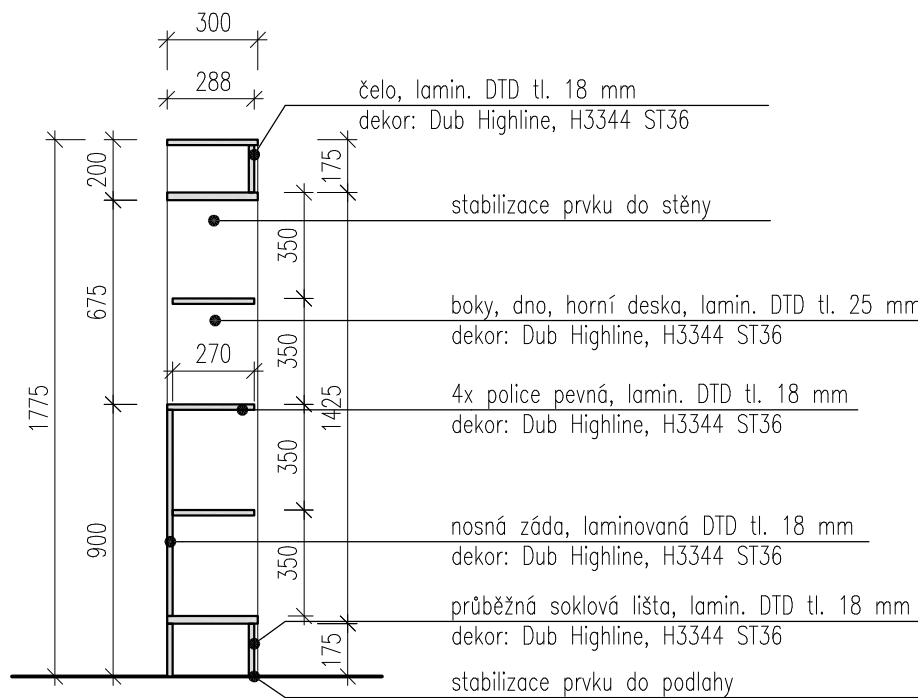 300
288
čelo, lamin. DTD tl. 18 mm
dekor: Dub Highline, H3344 ST36
200
175
stabilizace prvku do stěny
350
675
boky, dno, horní deska, lamin. DTD tl. 25 mm
dekor: Dub Highline, H3344 ST36
270
350
1775
1425
4x police pevná, lamin. DTD tl. 18 mm
dekor: Dub Highline, H3344 ST36
350
900
nosná záda, laminovaná DTD tl. 18 mm
dekor: Dub Highline, H3344 ST36
350
průběžná soklová lišta, lamin. DTD tl. 18 mm
dekor: Dub Highline, H3344 ST36
175
stabilizace prvku do podlahy